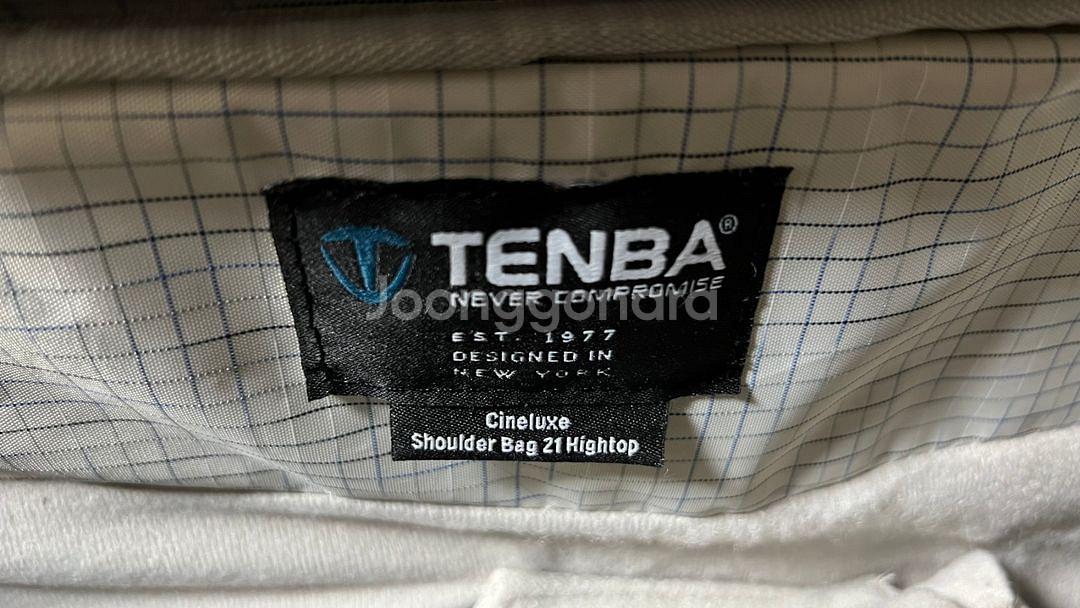 TENBA®
NEVER COMPROMISE
Joonggonara
EST. 1977
DESIGNED IN
NEW YORK
Cineluxe
Shoulder Bag 21 Hightop